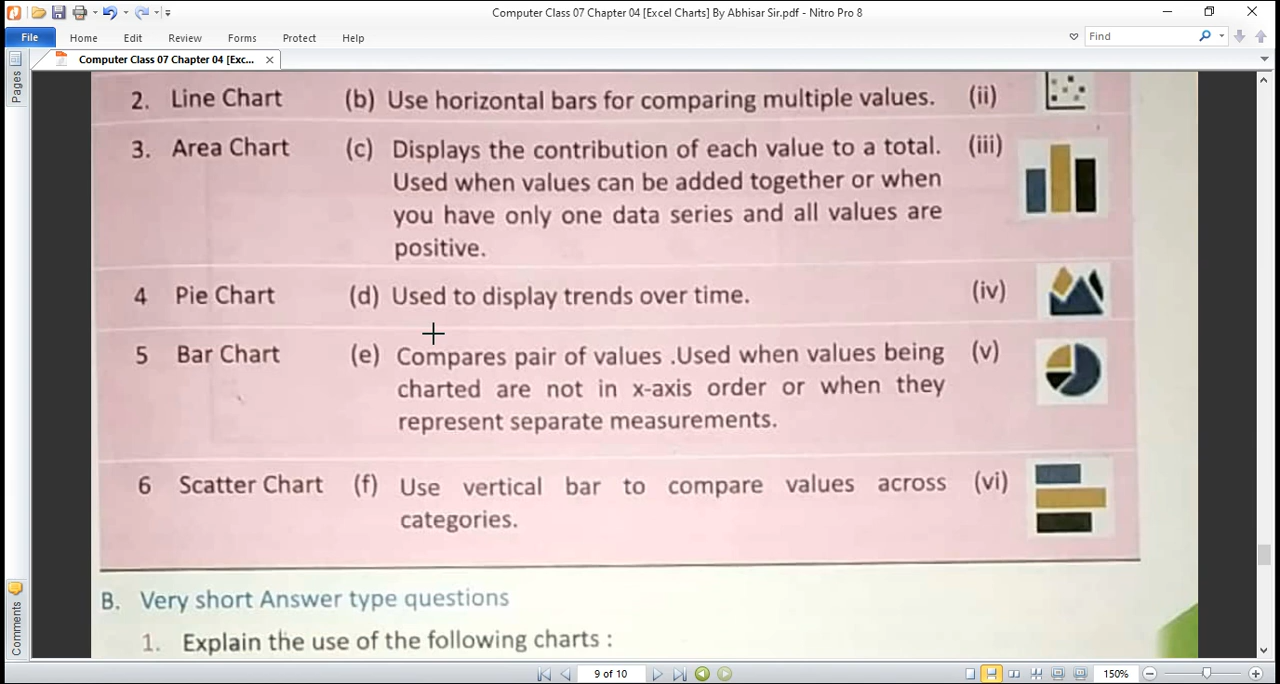 Computer Class 07 Chapter 04 [Excel Charts] By Abhisar Sir.pdf - Nitro Pro 8
File Home Edit Review Forms Protect Help Find
Computer Class 07 Chapter 04 [Exc...
Pages
2. Line Chart (b) Use horizontal bars for comparing multiple values. (ii)
3. Area Chart (c) Displays the contribution of each value to a total. (iii)
Used when values can be added together or when
you have only one data series and all values are
positive.
4 Pie Chart (d) Used to display trends over time. (iv)
5 Bar Chart (e) Compares pair of values .Used when values being (v)
charted are not in x-axis order or when they
represent separate measurements.
6 Scatter Chart (f) Use vertical bar to compare values across (vi)
categories.
B. Very short Answer type questions
1. Explain the use of the following charts :
Comments
9 of 10 150%